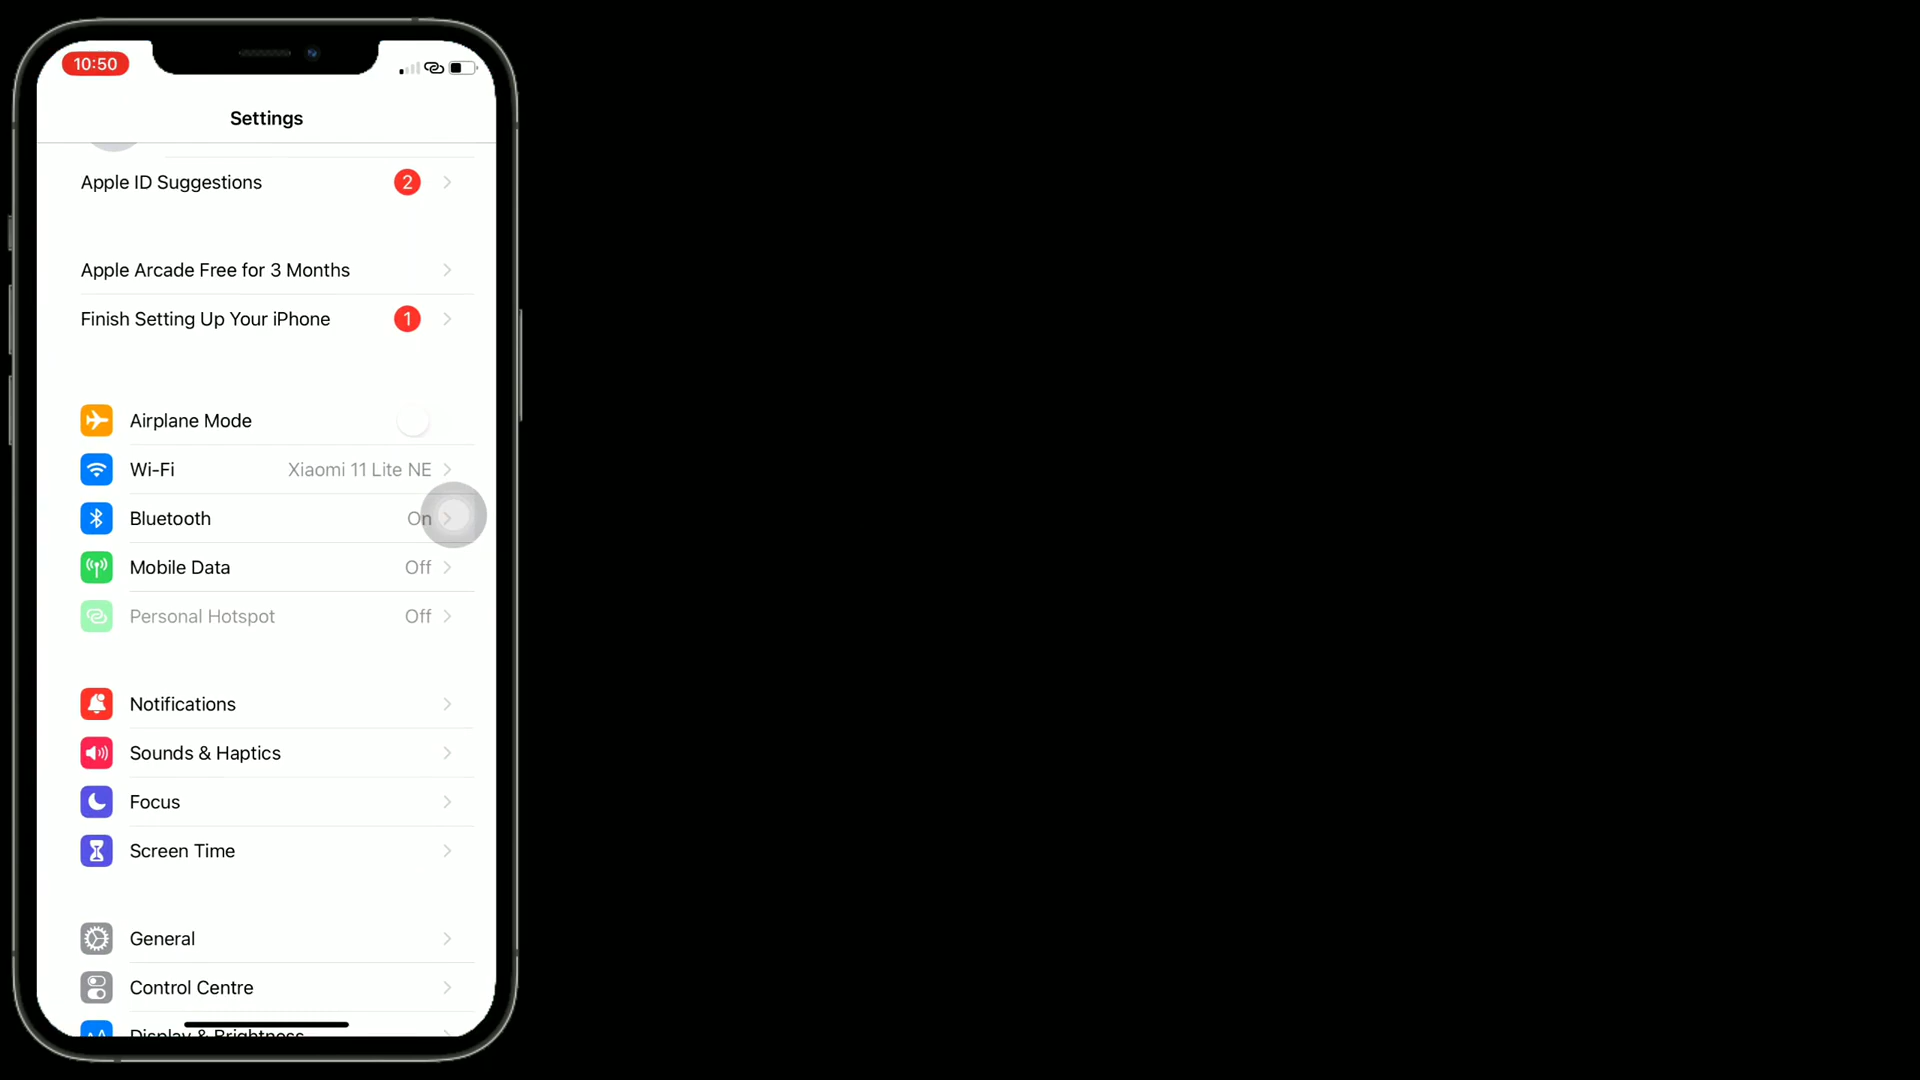 10:50
Settings
Apple ID Suggestions 2
Apple Arcade Free for 3 Months
Finish Setting Up Your iPhone 1
Airplane Mode
Wi-Fi Xiaomi 11 Lite NE
Bluetooth On
Mobile Data Off
Personal Hotspot Off
Notifications
Sounds & Haptics
Focus
Screen Time
General
Control Centre
Display & Brightness